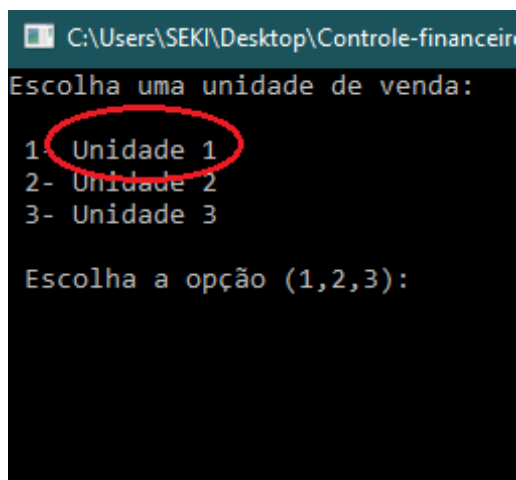 C:\Users\SEKI\Desktop\Controle-financeiro
Escolha uma unidade de venda:
1- Unidade 1
2- Unidade 2
3- Unidade 3
Escolha a opção (1,2,3):